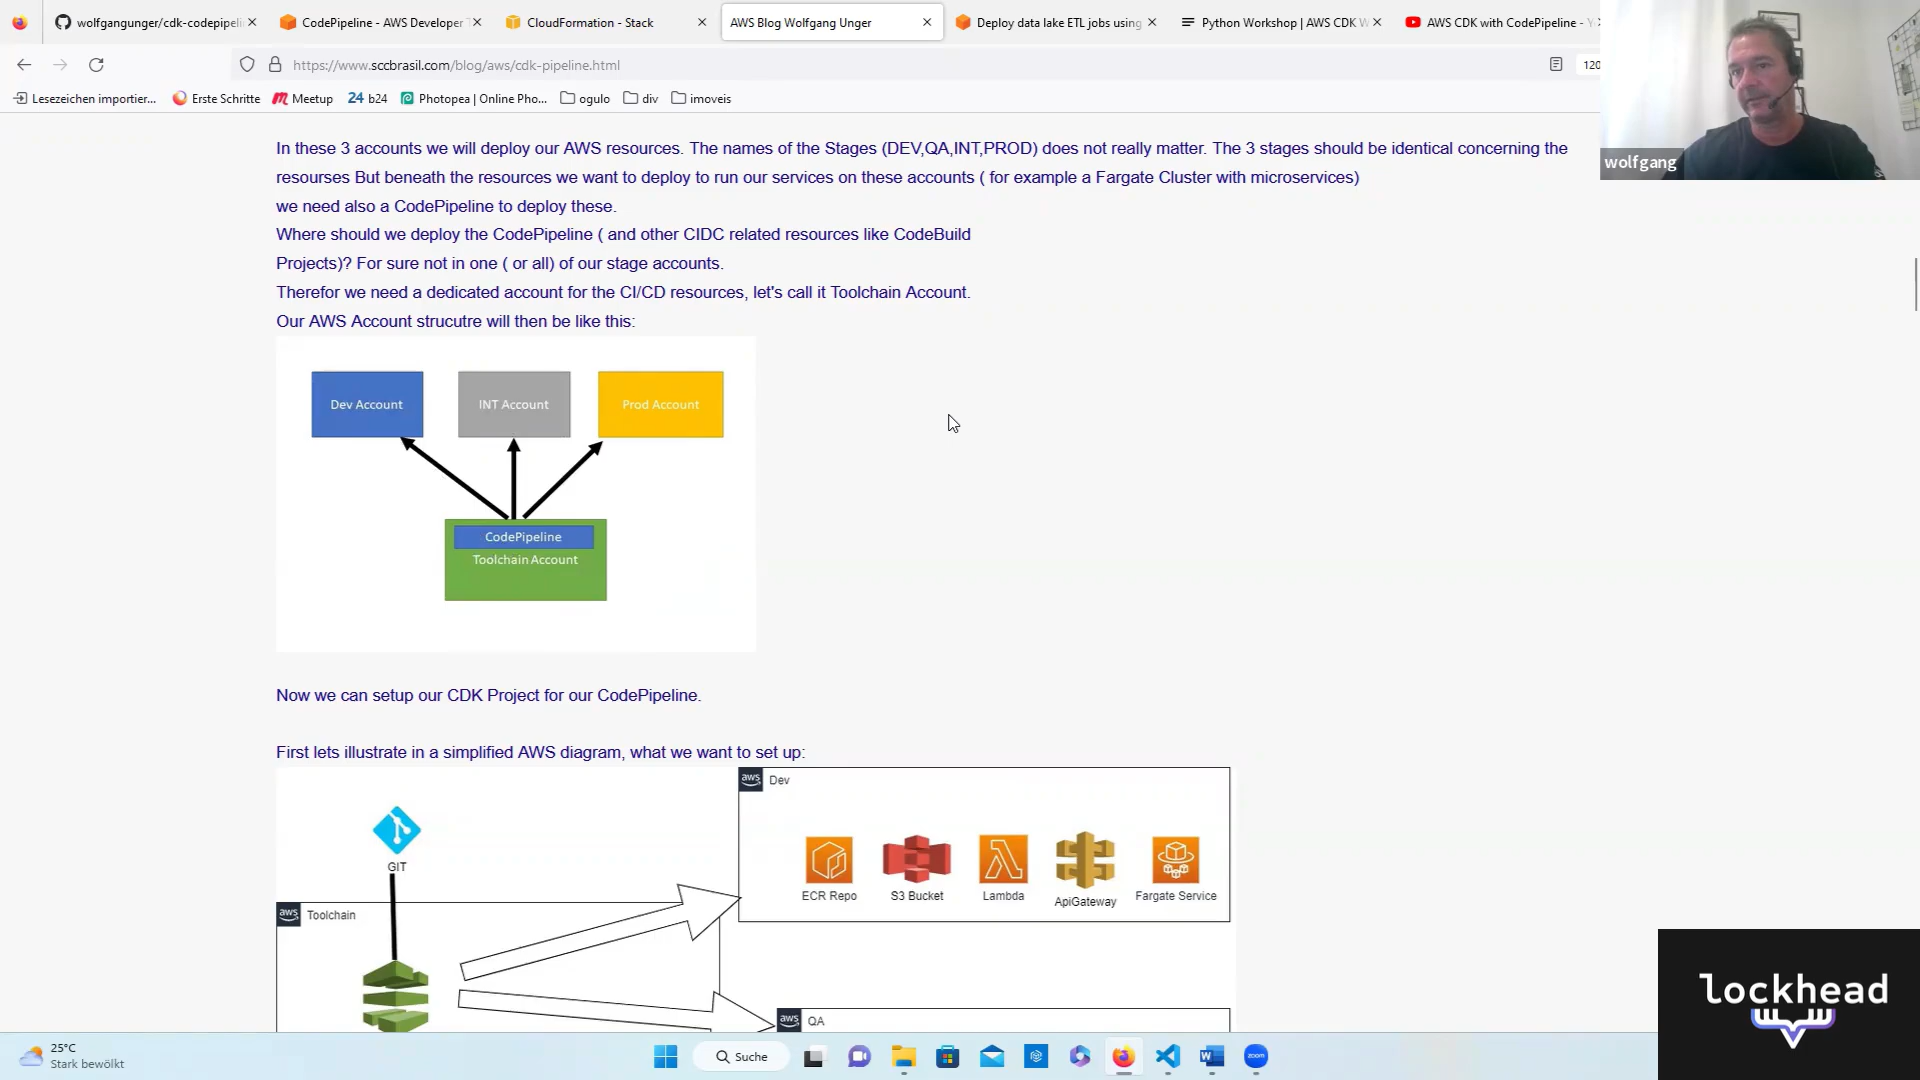 wolfgangunger/cdk-codepipeli
CodePipeline - AWS Developer T
CloudFormation - Stack
AWS Blog Wolfgang Unger
Deploy data lake ETL jobs using
Python Workshop | AWS CDK W
AWS CDK with CodePipeline - Y
https://www.sccbrasil.com/blog/aws/cdk-pipeline.html
120
Lesezeichen importier...
Erste Schritte
Meetup
24 b24
Photopea | Online Pho...
ogulo
div
imoveis
wolfgang
In these 3 accounts we will deploy our AWS resources. The names of the Stages (DEV,QA,INT,PROD) does not really matter. The 3 stages should be identical concerning the
resourses But beneath the resources we want to deploy to run our services on these accounts ( for example a Fargate Cluster with microservices)
we need also a CodePipeline to deploy these.
Where should we deploy the CodePipeline ( and other CIDC related resources like CodeBuild
Projects)? For sure not in one ( or all) of our stage accounts.
Therefor we need a dedicated account for the CI/CD resources, let's call it Toolchain Account.
Our AWS Account strucutre will then be like this:
Dev Account
INT Account
Prod Account
CodePipeline
Toolchain Account
Now we can setup our CDK Project for our CodePipeline.
First lets illustrate in a simplified AWS diagram, what we want to set up:
aws Dev
GIT
ECR Repo
S3 Bucket
Lambda
ApiGateway
Fargate Service
aws Toolchain
aws QA
lockhead
25°C
Stark bewölkt
Suche
zoom